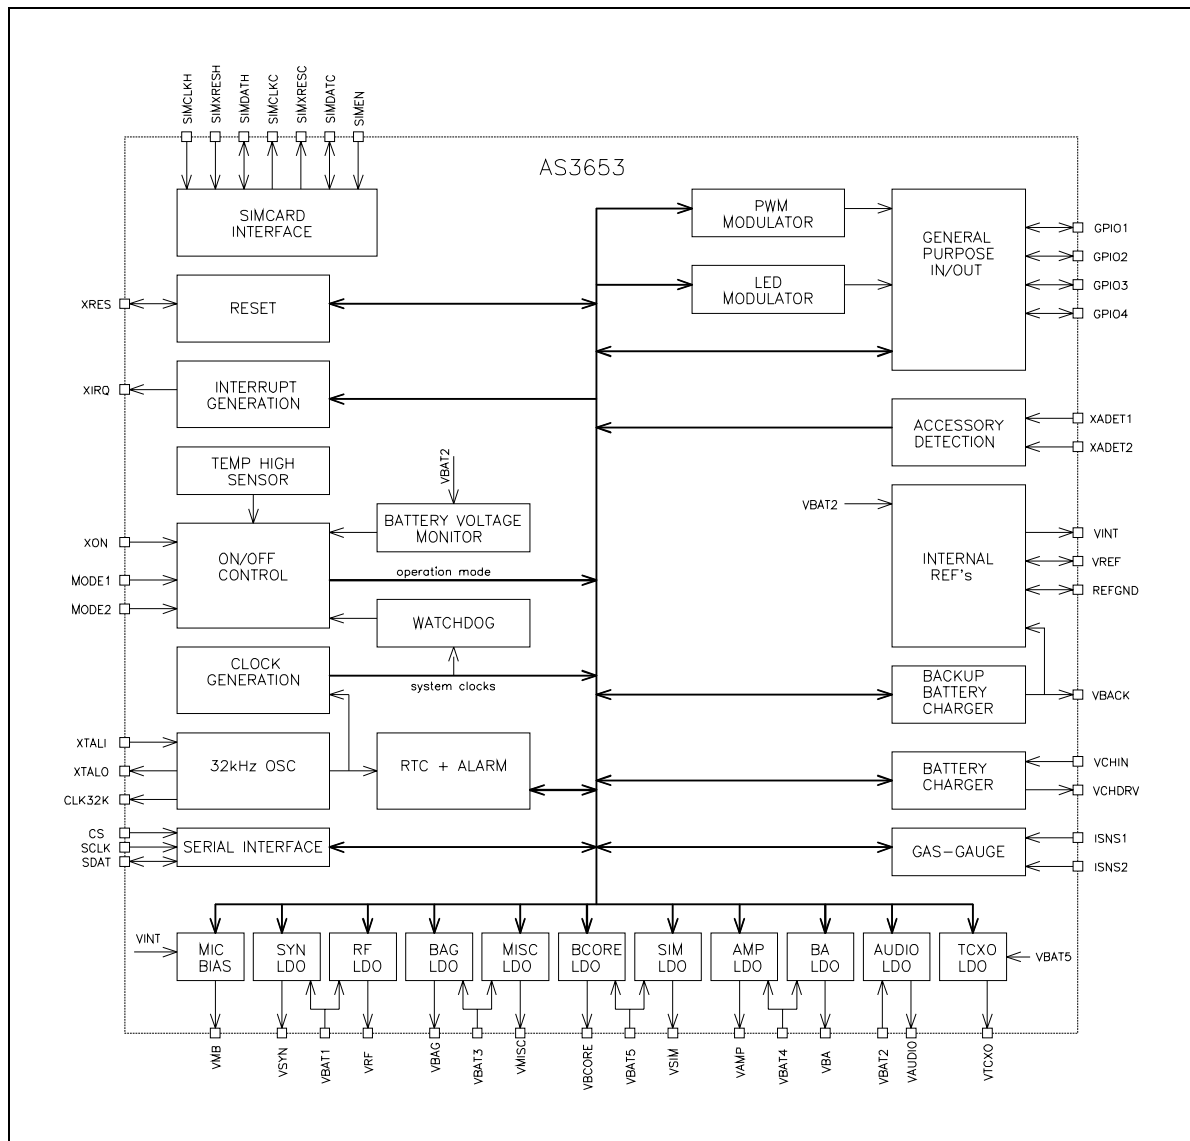 SIMCLKH
SIMXRESH
SIMDATH
SIMCLKC
SIMXRESC
SIMDATC
SIMEN
AS3653
SIMCARD
INTERFACE
PWM
MODULATOR
GENERAL
PURPOSE
IN/OUT
GPIO1
GPIO2
GPIO3
GPIO4
LED
MODULATOR
XRES
RESET
XIRQ
INTERRUPT
GENERATION
ACCESSORY
DETECTION
XADET1
XADET2
TEMP HIGH
SENSOR
VBAT2
BATTERY VOLTAGE
MONITOR
VBAT2
INTERNAL
REF's
VINT
VREF
REFGND
XON
MODE1
MODE2
ON/OFF
CONTROL
operation mode
WATCHDOG
CLOCK
GENERATION
system clocks
BACKUP
BATTERY
CHARGER
VBACK
XTALI
XTALO
CLK32K
32kHz OSC
RTC + ALARM
BATTERY
CHARGER
VCHIN
VCHDRV
CS
SCLK
SDAT
SERIAL INTERFACE
GAS-GAUGE
ISNS1
ISNS2
VINT
MIC
BIAS
SYN
LDO
RF
LDO
BAG
LDO
MISC
LDO
BCORE
LDO
SIM
LDO
AMP
LDO
BA
LDO
AUDIO
LDO
TCXO
LDO
VBAT5
VMB
VSYN
VBAT1
VRF
VBAG
VBAT3
VMISC
VBCORE
VBAT5
VSIM
VAMP
VBAT4
VBA
VBAT2
VAUDIO
VTCXO